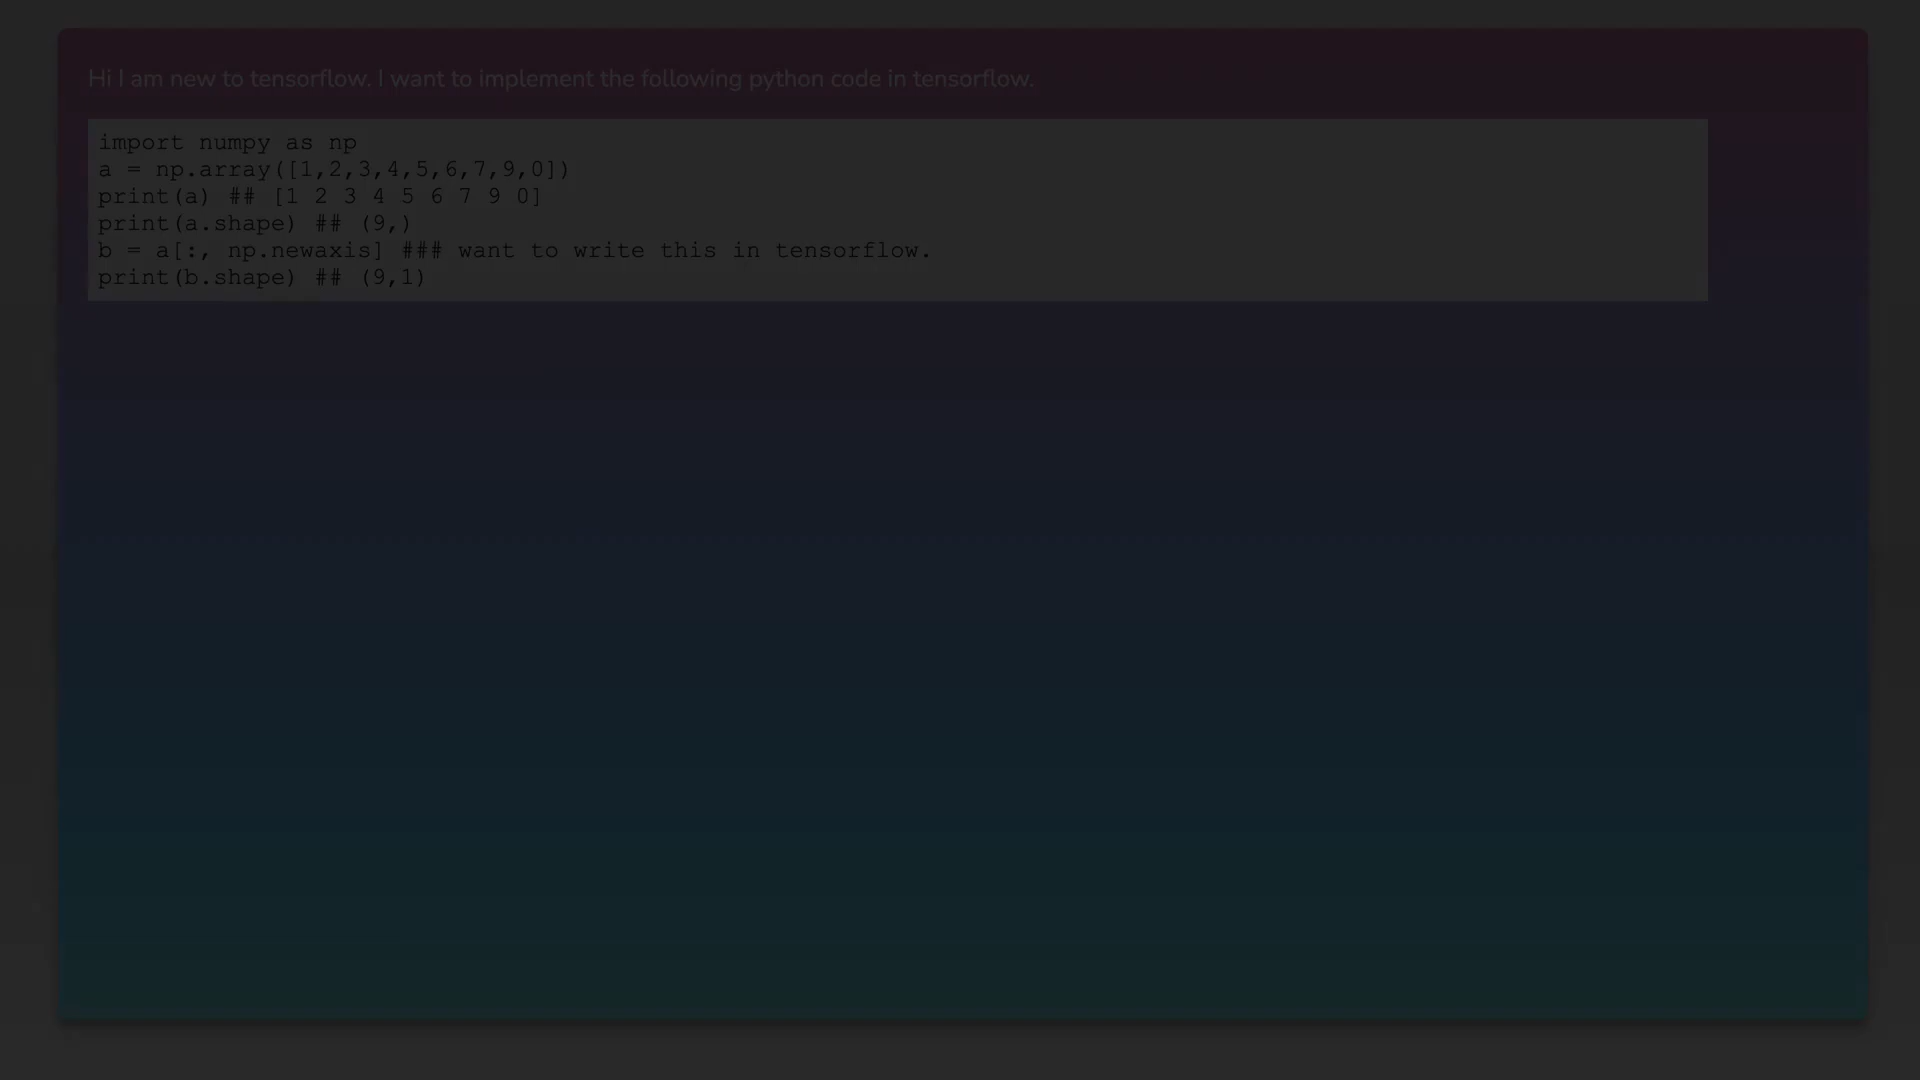 Hi I am new to tensorflow. I want to implement the following python code in tensorflow.
import numpy as np
a = np.array([1,2,3,4,5,6,7,9,0])
print(a) ## [1 2 3 4 5 6 7 9 0]
print(a.shape) ## (9,)
b = a[:, np.newaxis] ### want to write this in tensorflow.
print(b.shape) ## (9,1)